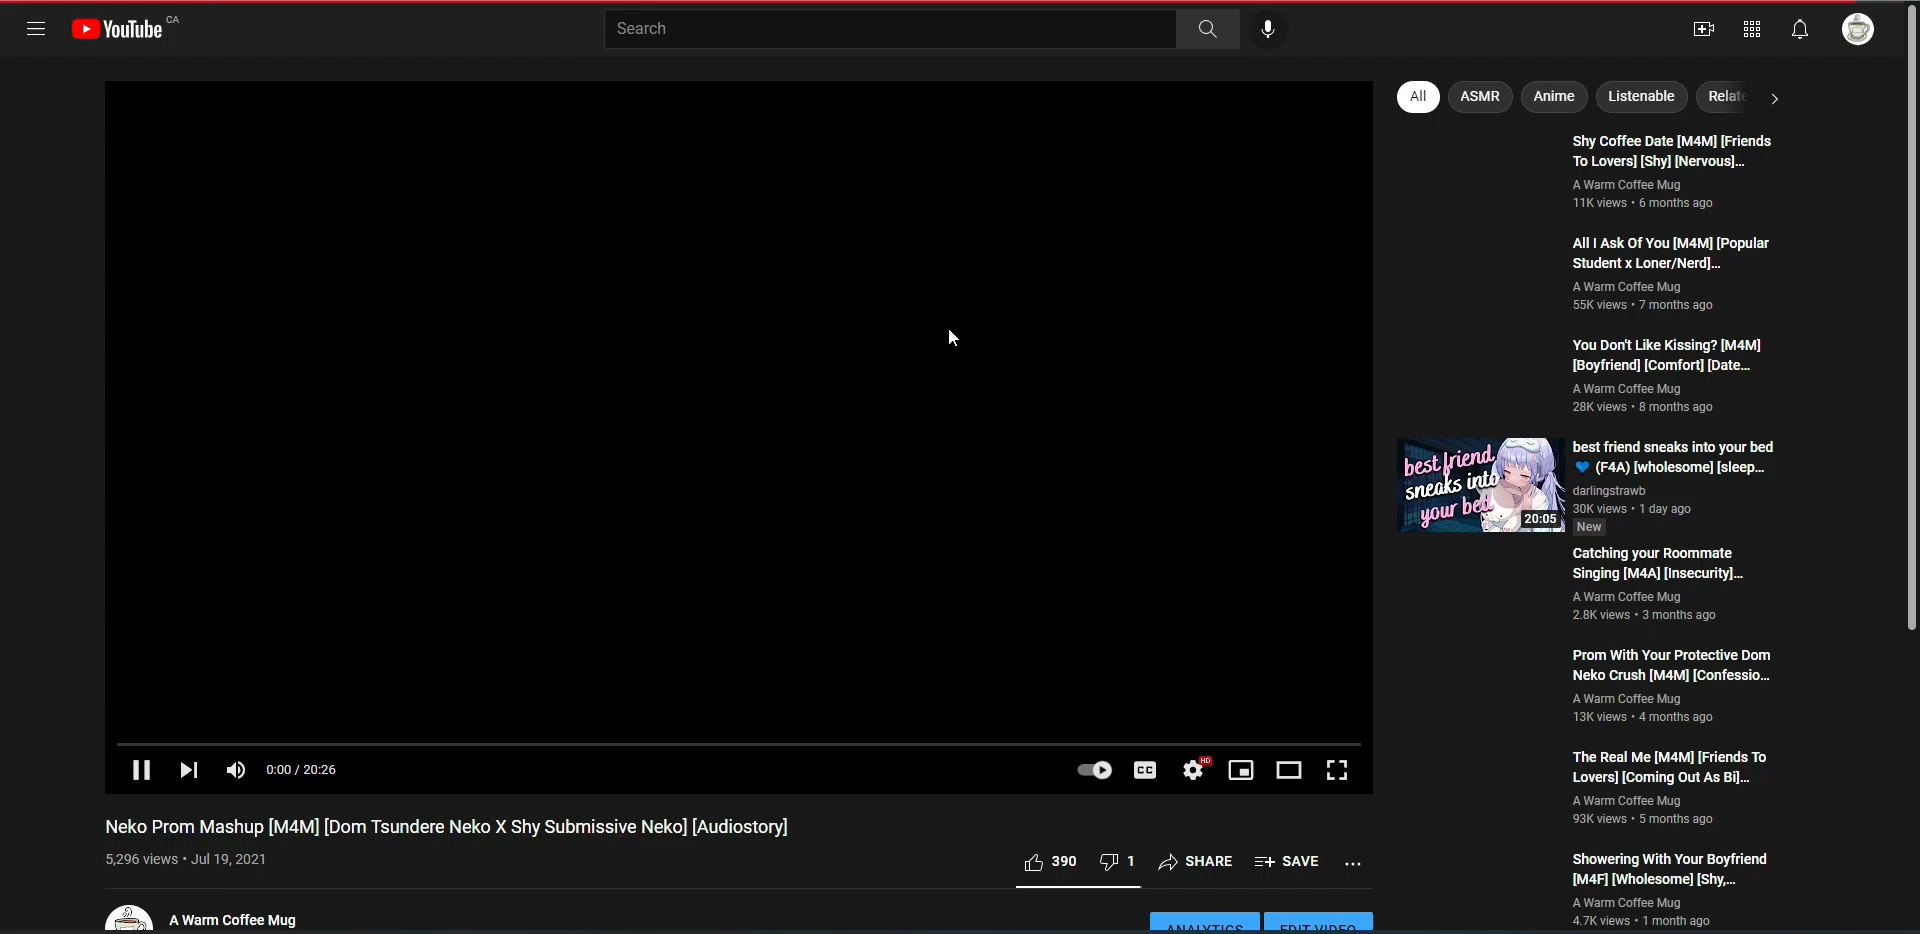 YouTube CA
Search
All
ASMR
Anime
Listenable
Relate
Shy Coffee Date [M4M] [Friends
To Lovers] [Shy] [Nervous]...
A Warm Coffee Mug
11K views • 6 months ago
All I Ask Of You [M4M] [Popular
Student x Loner/Nerd]...
A Warm Coffee Mug
55K views • 7 months ago
You Don't Like Kissing? [M4M]
[Boyfriend] [Comfort] [Date...
A Warm Coffee Mug
28K views • 8 months ago
best friend
sneaks into
your bed
20:05
best friend sneaks into your bed
💙 (F4A) [wholesome] [sleep...
darlingstrawb
30K views • 1 day ago
New
Catching your Roommate
Singing [M4A] [Insecurity]...
A Warm Coffee Mug
2.8K views • 3 months ago
Prom With Your Protective Dom
Neko Crush [M4M] [Confessio...
A Warm Coffee Mug
13K views • 4 months ago
The Real Me [M4M] [Friends To
Lovers] [Coming Out As Bi]...
A Warm Coffee Mug
93K views • 5 months ago
Showering With Your Boyfriend
[M4F] [Wholesome] [Shy,...
A Warm Coffee Mug
4.7K views • 1 month ago
0:00 / 20:26
CC
HD
Neko Prom Mashup [M4M] [Dom Tsundere Neko X Shy Submissive Neko] [Audiostory]
5,296 views • Jul 19, 2021
390
1
SHARE
SAVE
...
A Warm Coffee Mug
ANALYTICS
EDIT VIDEO